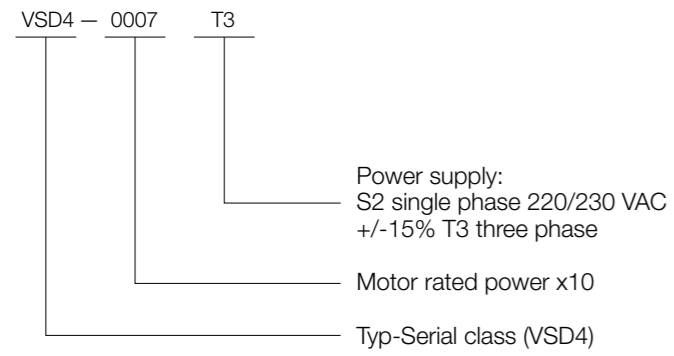 VSD4 — 0007 T3
Power supply:
S2 single phase 220/230 VAC
+/-15% T3 three phase
Motor rated power x10
Typ-Serial class (VSD4)